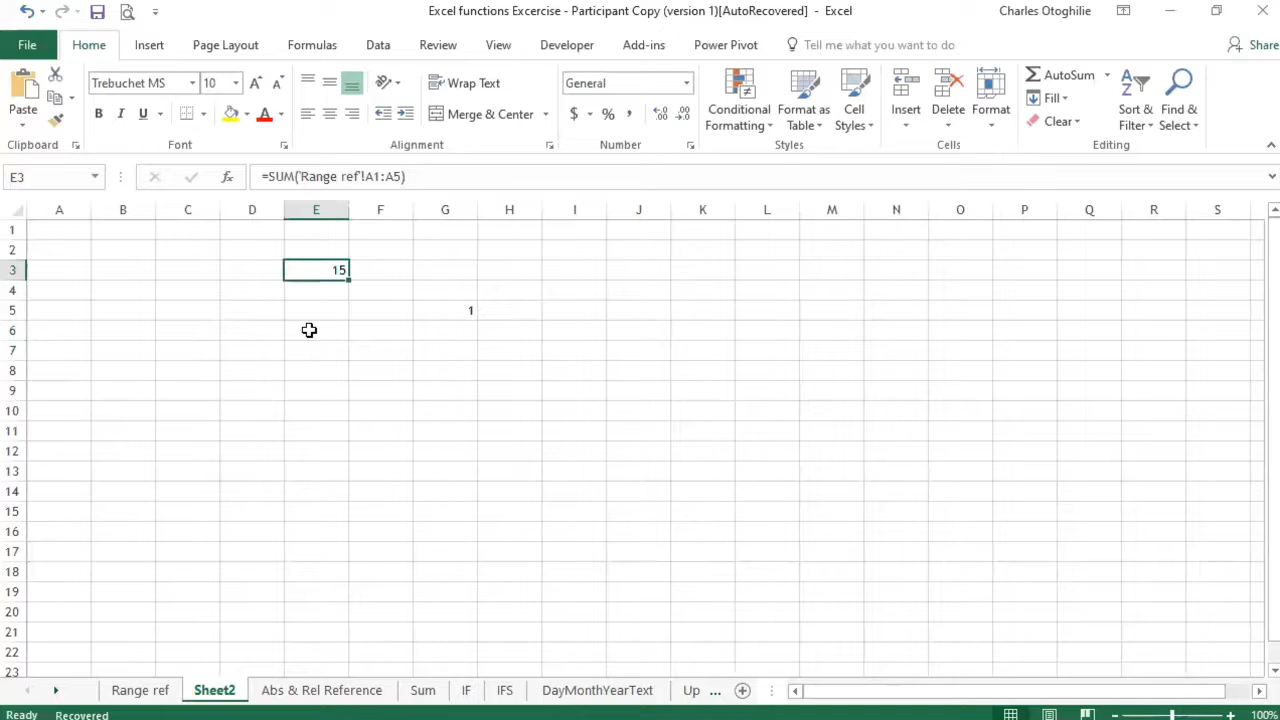 Excel functions Excercise - Participant Copy (version 1)[AutoRecovered] - Excel
Charles Otoghilie
File Home Insert Page Layout Formulas Data Review View Developer Add-ins Power Pivot Tell me what you want to do Share
Paste
Clipboard
Trebuchet MS 10
B I U A
Font
Wrap Text
Merge & Center
Alignment
General
$ % ,
Number
Conditional Formatting
Format as Table
Cell Styles
Styles
Insert
Delete
Format
Cells
AutoSum
Fill
Clear
Sort & Filter
Find & Select
Editing
E3 fx =SUM('Range ref'!A1:A5)
A B C D E F G H I J K L M N O P Q R S
1
2
3 15
4
5 1
6
7
8
9
10
11
12
13
14
15
16
17
18
19
20
21
22
23
Range ref Sheet2 Abs & Rel Reference Sum IF IFS DayMonthYearText Up ...
Ready Recovered 100%